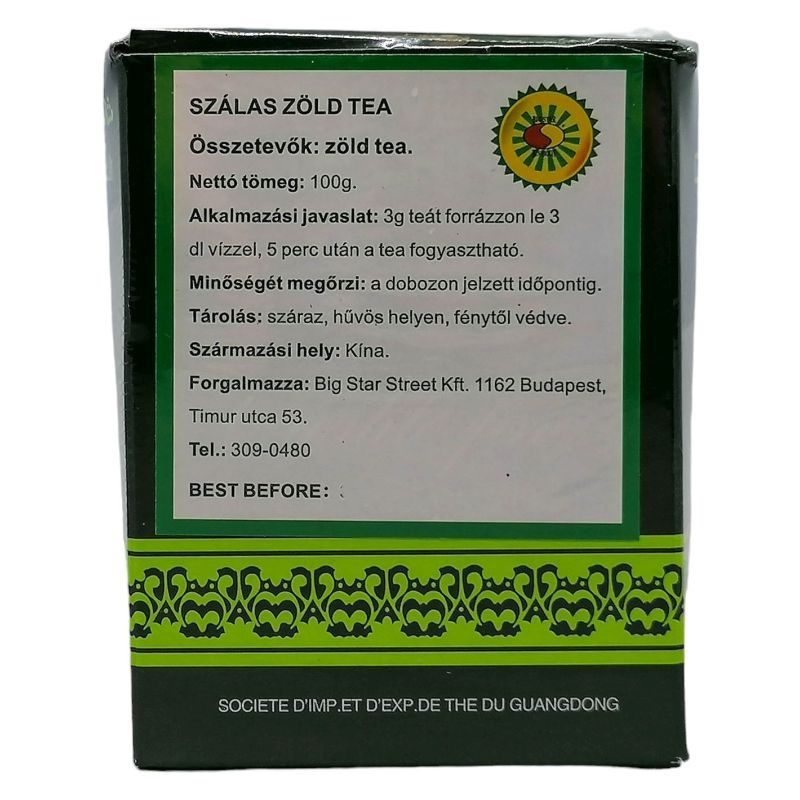 SZÁLAS ZÖLD TEA
Összetevők: zöld tea.
Nettó tömeg: 100g.
Alkalmazási javaslat: 3g teát forrázzon le 3
dl vízzel, 5 perc után a tea fogyasztható.
Minőségét megőrzi: a dobozon jelzett időpontig.
Tárolás: száraz, hűvös helyen, fénytől védve.
Származási hely: Kína.
Forgalmazza: Big Star Street Kft. 1162 Budapest,
Timur utca 53.
Tel.: 309-0480
BEST BEFORE:
SOCIETE D'IMP.ET D'EXP.DE THE DU GUANGDONG